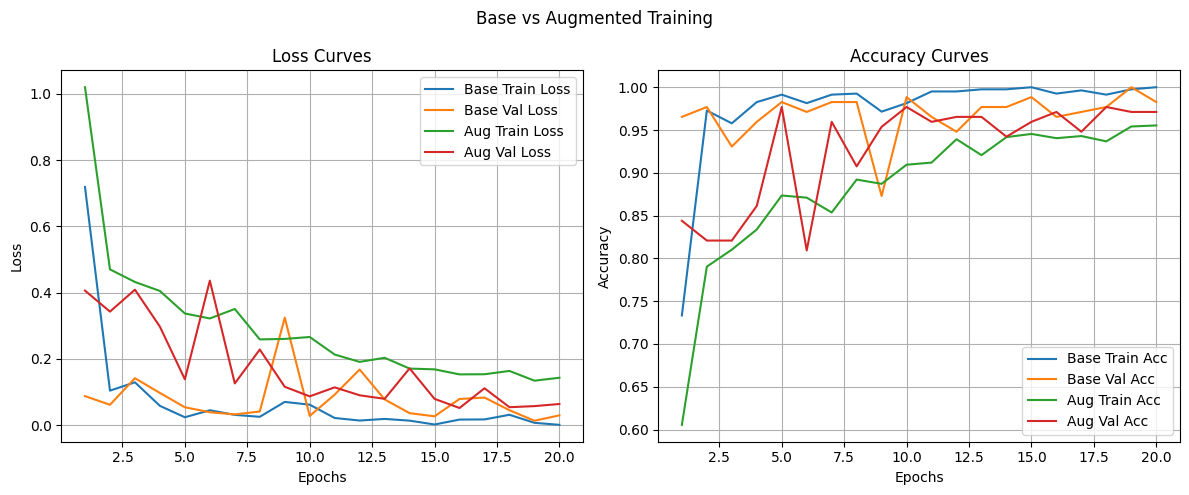 Base vs Augmented Training
Loss Curves
Loss
1.0
0.8
0.6
0.4
0.2
0.0
2.5 5.0 7.5 10.0 12.5 15.0 17.5 20.0
Epochs
Base Train Loss
Base Val Loss
Aug Train Loss
Aug Val Loss
Accuracy Curves
Accuracy
1.00
0.95
0.90
0.85
0.80
0.75
0.70
0.65
0.60
2.5 5.0 7.5 10.0 12.5 15.0 17.5 20.0
Epochs
Base Train Acc
Base Val Acc
Aug Train Acc
Aug Val Acc